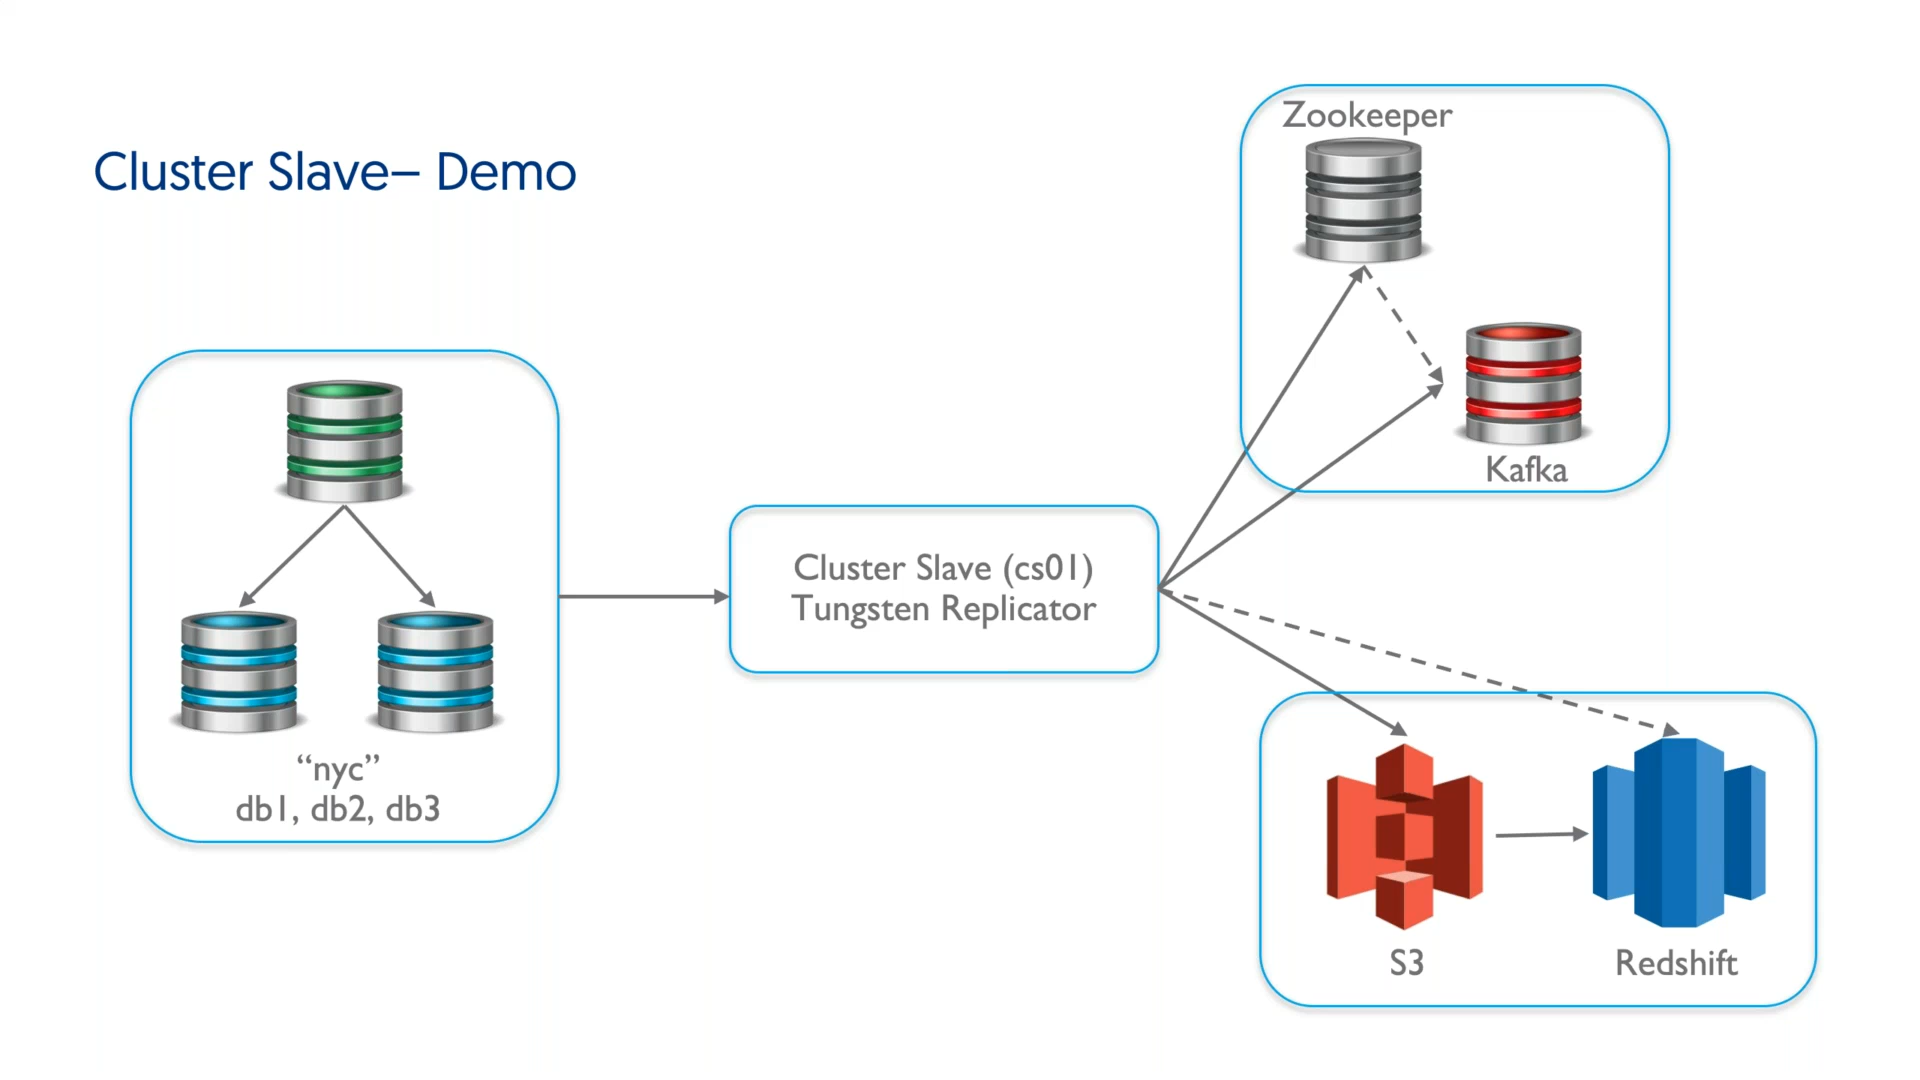 Cluster Slave– Demo
Zookeeper
Kafka
Cluster Slave (cs01)
Tungsten Replicator
“nyc”
db1, db2, db3
S3
Redshift